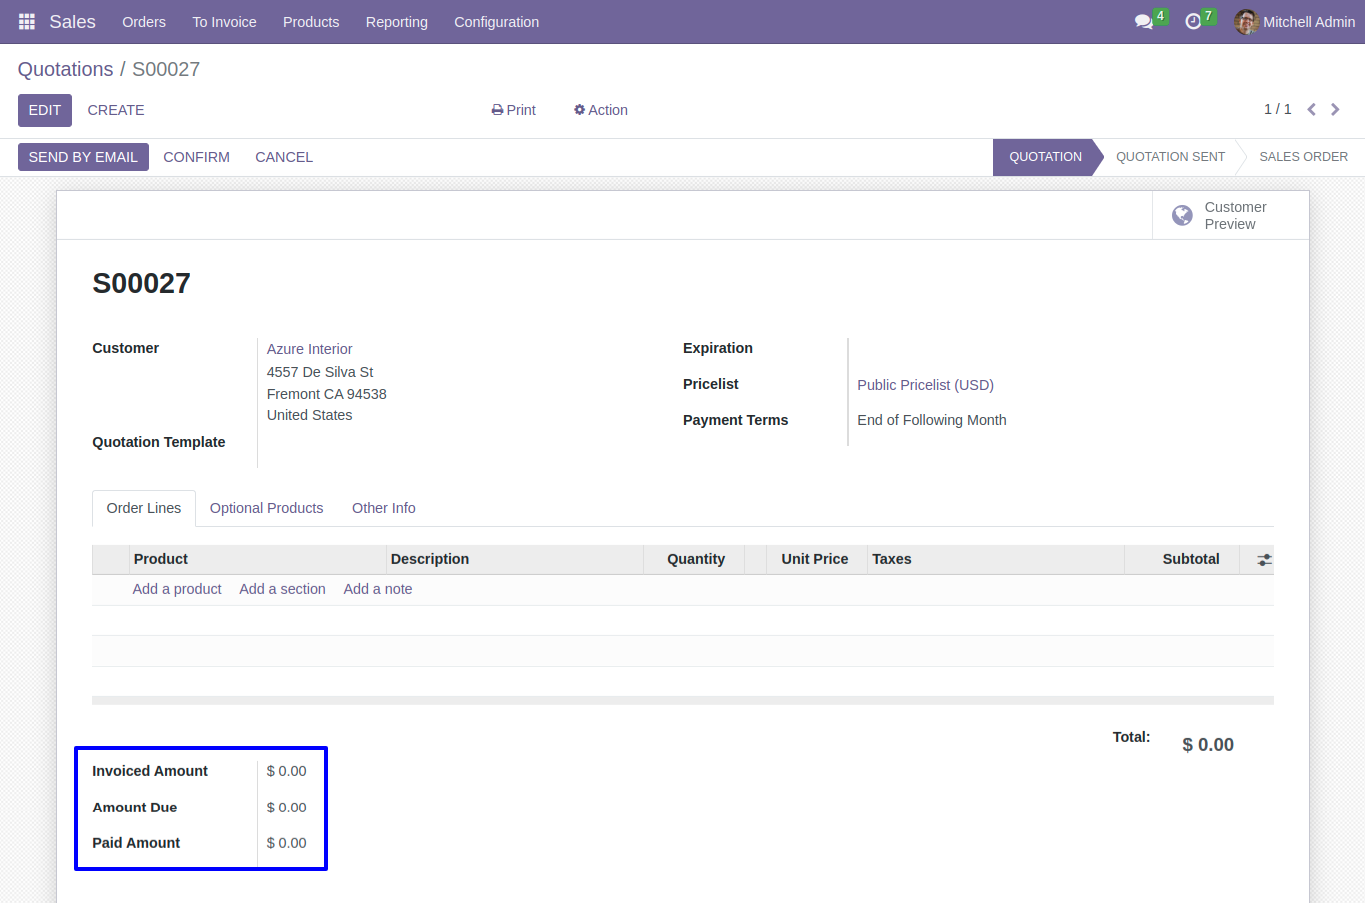 Sales Orders To Invoice Products Reporting Configuration 4 7 Mitchell Admin
Quotations / S00027
EDIT CREATE Print Action 1 / 1
SEND BY EMAIL CONFIRM CANCEL QUOTATION QUOTATION SENT SALES ORDER
Customer
Preview
S00027
Customer Azure Interior
4557 De Silva St
Fremont CA 94538
United States
Quotation Template
Expiration
Pricelist Public Pricelist (USD)
Payment Terms End of Following Month
Order Lines Optional Products Other Info
Product Description Quantity Unit Price Taxes Subtotal
Add a product Add a section Add a note
Total: $ 0.00
Invoiced Amount $ 0.00
Amount Due $ 0.00
Paid Amount $ 0.00